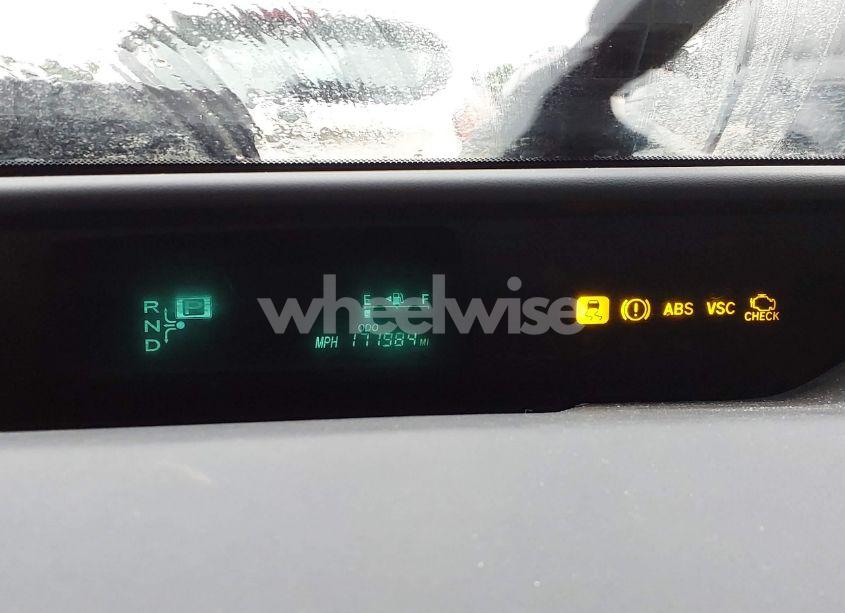 R P
N
D
E F
ODO
MPH 171984 MI
wheelwise
ABS VSC
CHECK